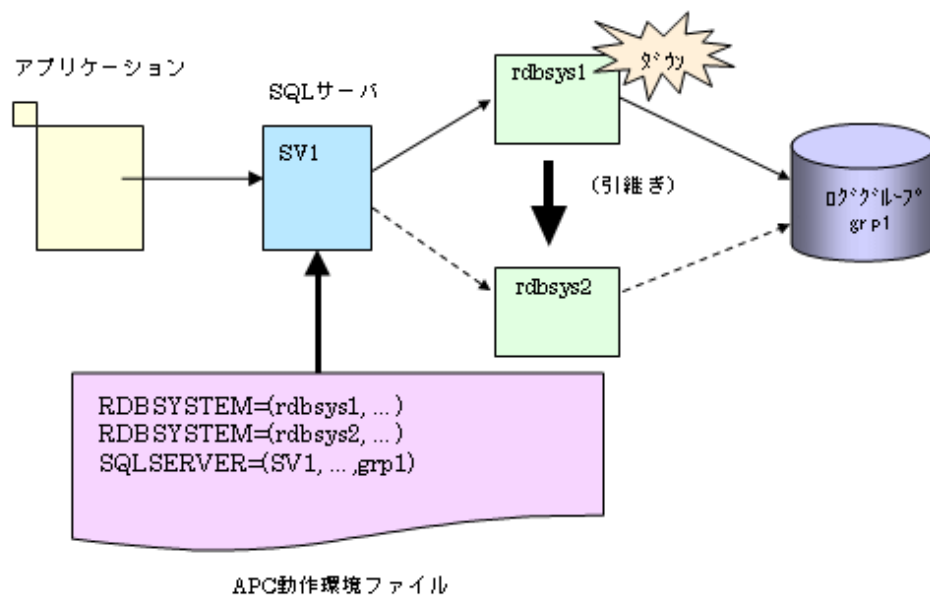 アプリケーション
SQLサーバ
SV1
rdbsys1
ﾀﾞｳﾝ
(引継ぎ)
rdbsys2
ﾛｸﾞｸﾞﾙｰﾌﾟ
grp1
RDBSYSTEM=(rdbsys1, …)
RDBSYSTEM=(rdbsys2, …)
SQLSERVER=(SV1, … ,grp1)
APC動作環境ファイル